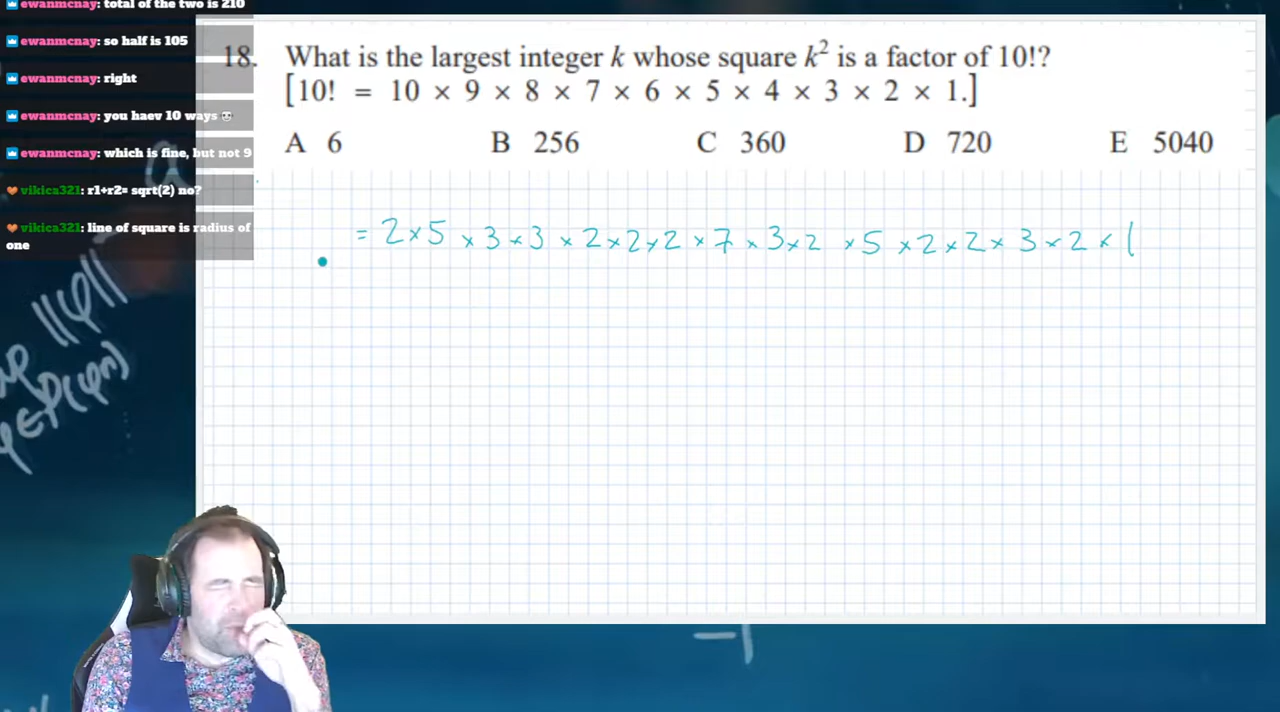 ewanmcnay: total of the two is 210
ewanmcnay: so half is 105
ewanmcnay: right
ewanmcnay: you haev 10 ways
ewanmcnay: which is fine, but not 9
vikica321: r1+r2= sqrt(2) no?
vikica321: line of square is radius of
one
18. What is the largest integer k whose square k² is a factor of 10!?
[10! = 10 × 9 × 8 × 7 × 6 × 5 × 4 × 3 × 2 × 1.]
A 6 B 256 C 360 D 720 E 5040
= 2 × 5 × 3 × 3 × 2 × 2 × 2 × 7 × 3 × 2 × 5 × 2 × 2 × 3 × 2 × 1
||φ||
φ∈P(φn)
-1